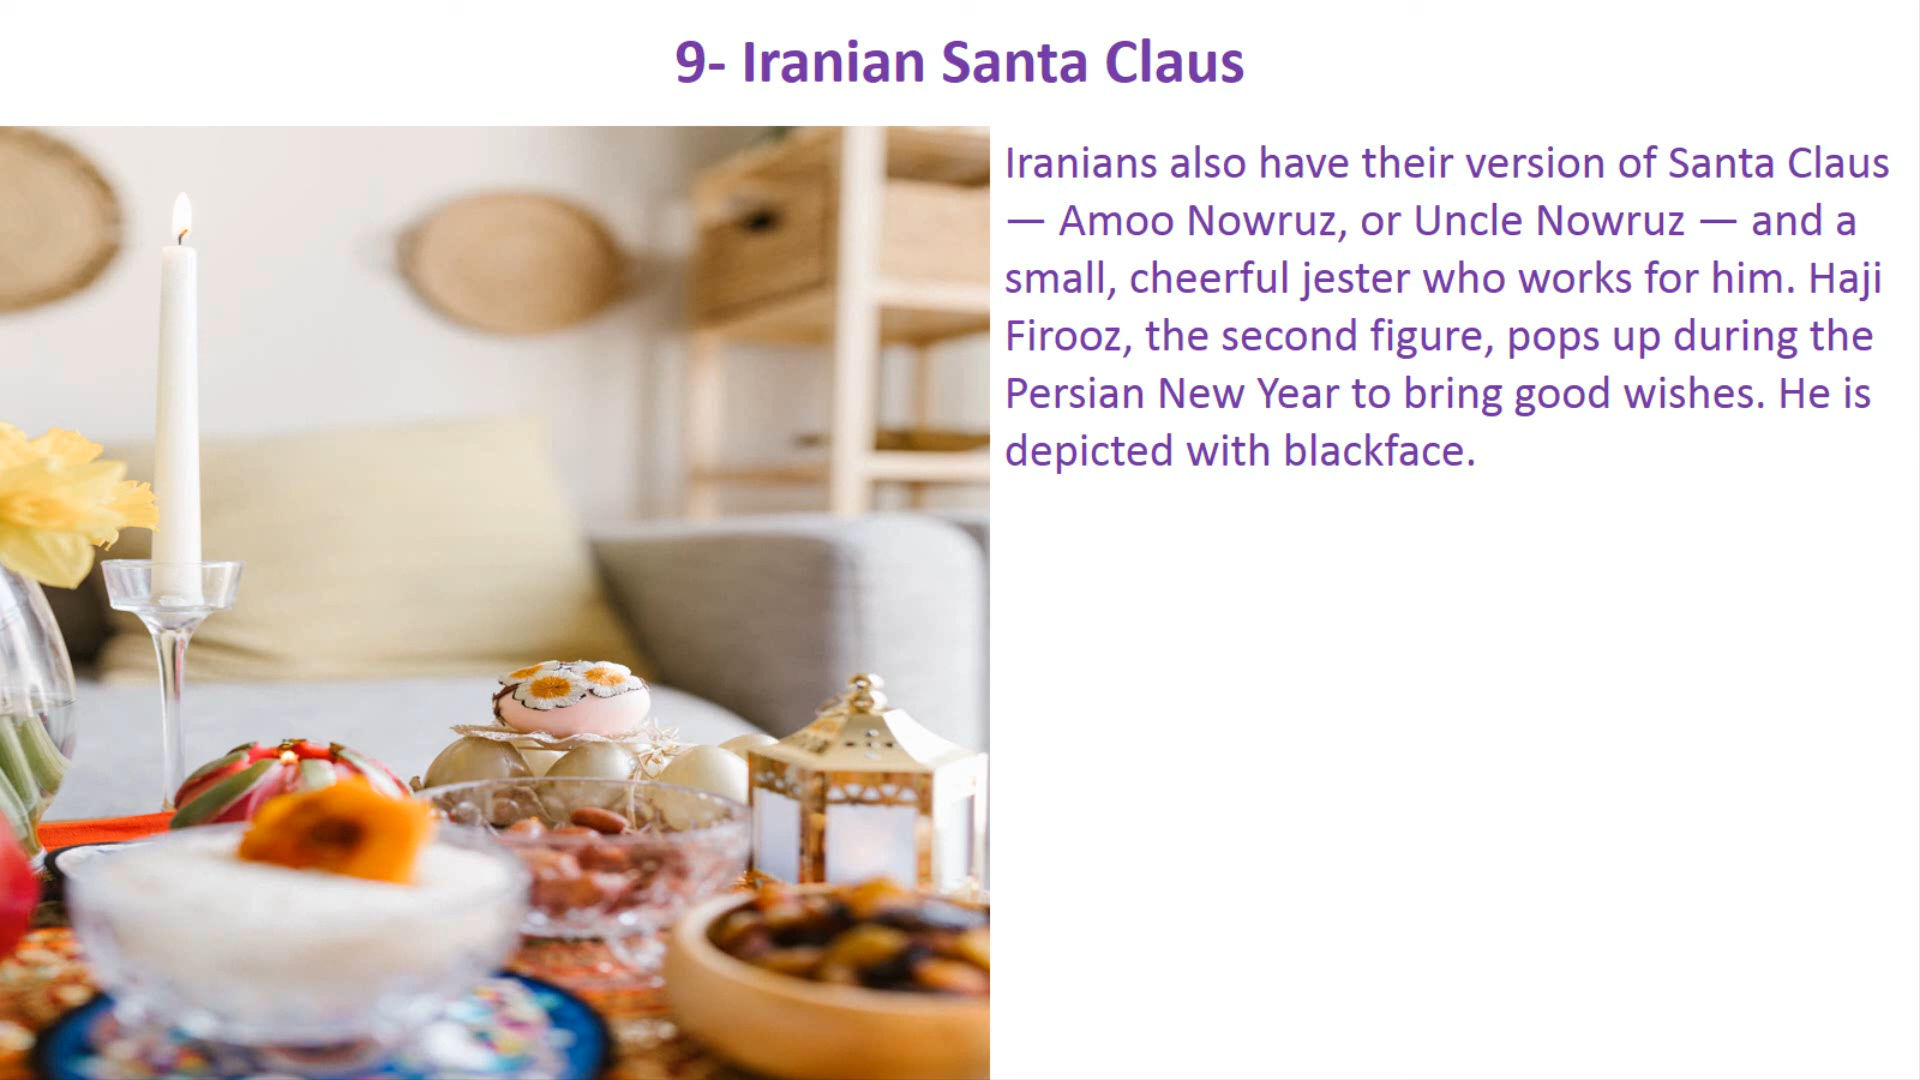 9- Iranian Santa Claus
Iranians also have their version of Santa Claus
— Amoo Nowruz, or Uncle Nowruz — and a
small, cheerful jester who works for him. Haji
Firooz, the second figure, pops up during the
Persian New Year to bring good wishes. He is
depicted with blackface.